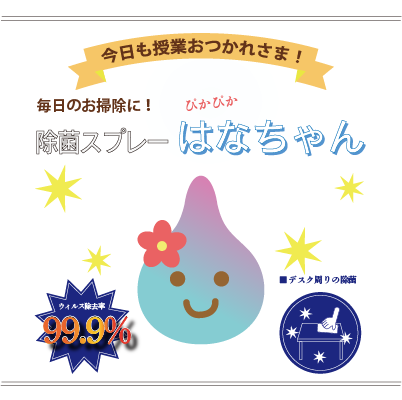 今日も授業おつかれさま！
毎日のお掃除に！
ぴかぴか
除菌スプレー はなちゃん
■デスク周りの除菌
ウィルス除去率
99.9%